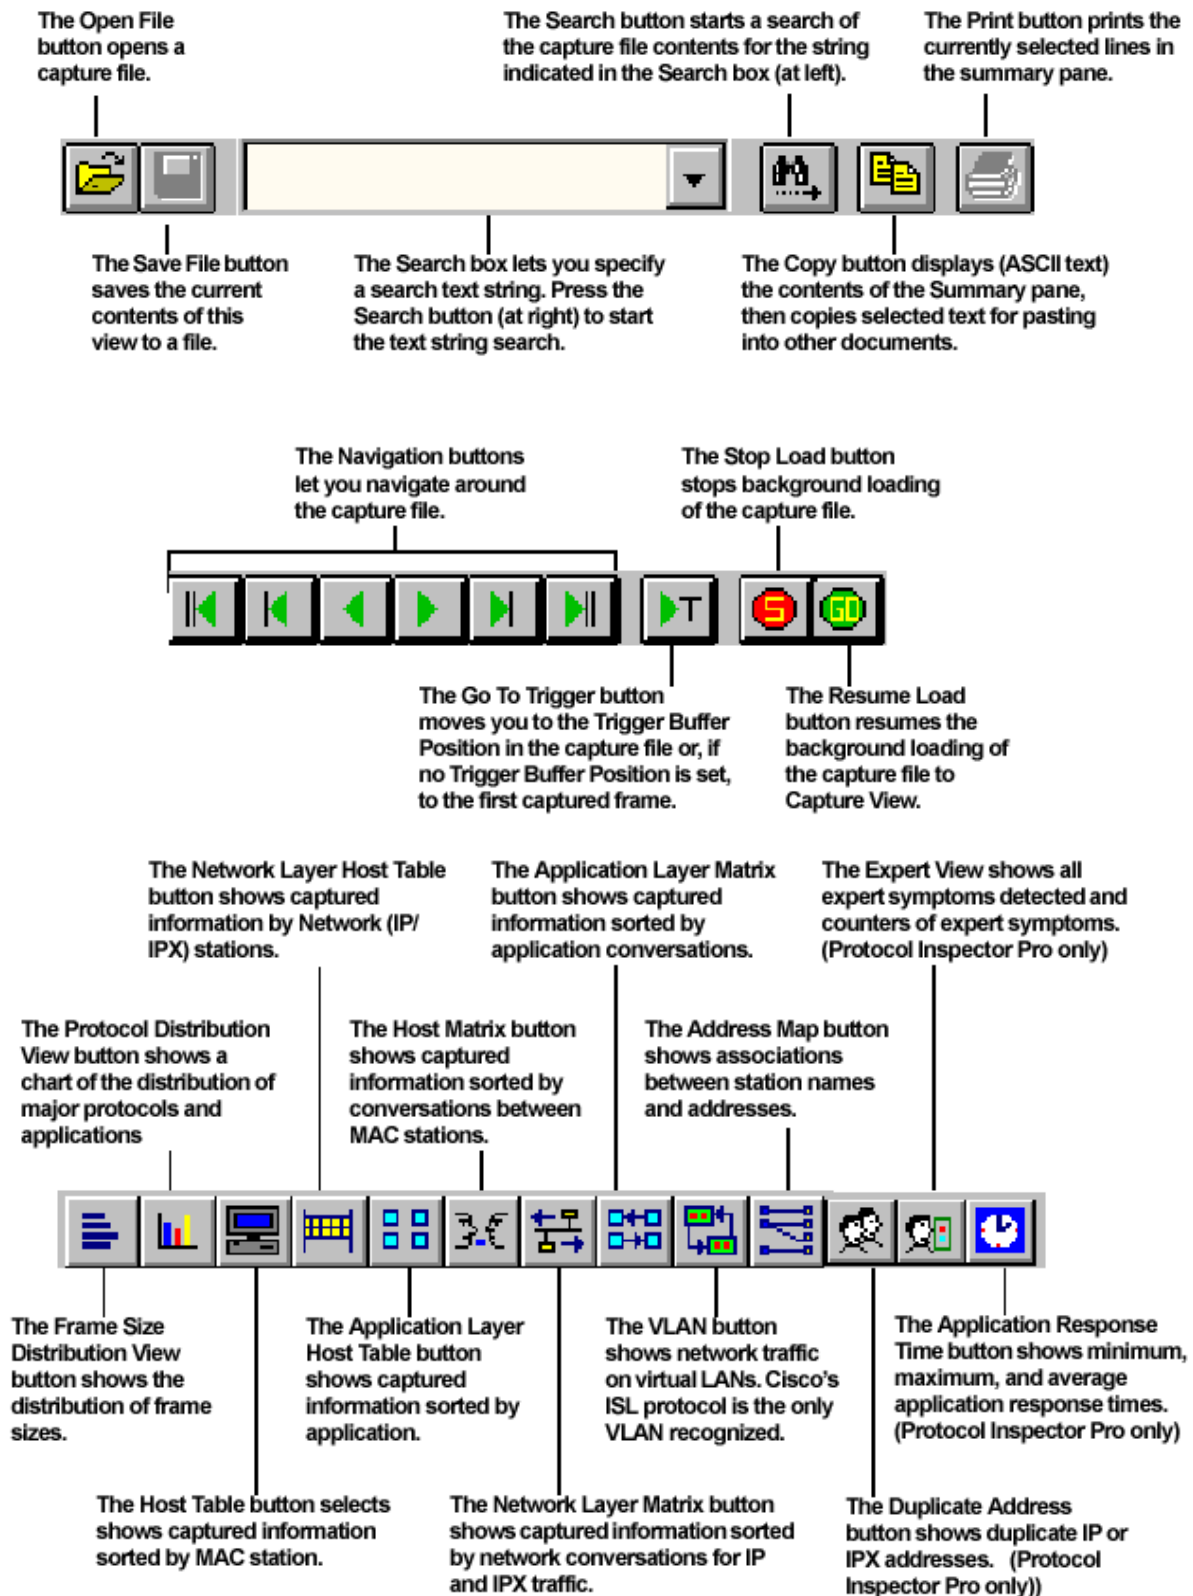 The Open File
button opens a
capture file.
The Search button starts a search of
the capture file contents for the string
indicated in the Search box (at left).
The Print button prints the
currently selected lines in
the summary pane.
The Save File button
saves the current
contents of this
view to a file.
The Search box lets you specify
a search text string. Press the
Search button (at right) to start
the text string search.
The Copy button displays (ASCII text)
the contents of the Summary pane,
then copies selected text for pasting
into other documents.
The Navigation buttons
let you navigate around
the capture file.
The Stop Load button
stops background loading
of the capture file.
T
S
GO
The Go To Trigger button
moves you to the Trigger Buffer
Position in the capture file or, if
no Trigger Buffer Position is set,
to the first captured frame.
The Resume Load
button resumes the
background loading of
the capture file to
Capture View.
The Network Layer Host Table
button shows captured
information by Network (IP/
IPX) stations.
The Application Layer Matrix
button shows captured
information sorted by
application conversations.
The Expert View shows all
expert symptoms detected and
counters of expert symptoms.
(Protocol Inspector Pro only)
The Protocol Distribution
View button shows a
chart of the distribution of
major protocols and
applications
The Host Matrix button
shows captured
information sorted by
conversations between
MAC stations.
The Address Map button
shows associations
between station names
and addresses.
The Frame Size
Distribution View
button shows the
distribution of frame
sizes.
The Application Layer
Host Table button
shows captured
information sorted by
application.
The VLAN button
shows network traffic
on virtual LANs. Cisco's
ISL protocol is the only
VLAN recognized.
The Application Response
Time button shows minimum,
maximum, and average
application response times.
(Protocol Inspector Pro only)
The Host Table button selects
shows captured information
sorted by MAC station.
The Network Layer Matrix button
shows captured information sorted
by network conversations for IP
and IPX traffic.
The Duplicate Address
button shows duplicate IP or
IPX addresses. (Protocol
Inspector Pro only))